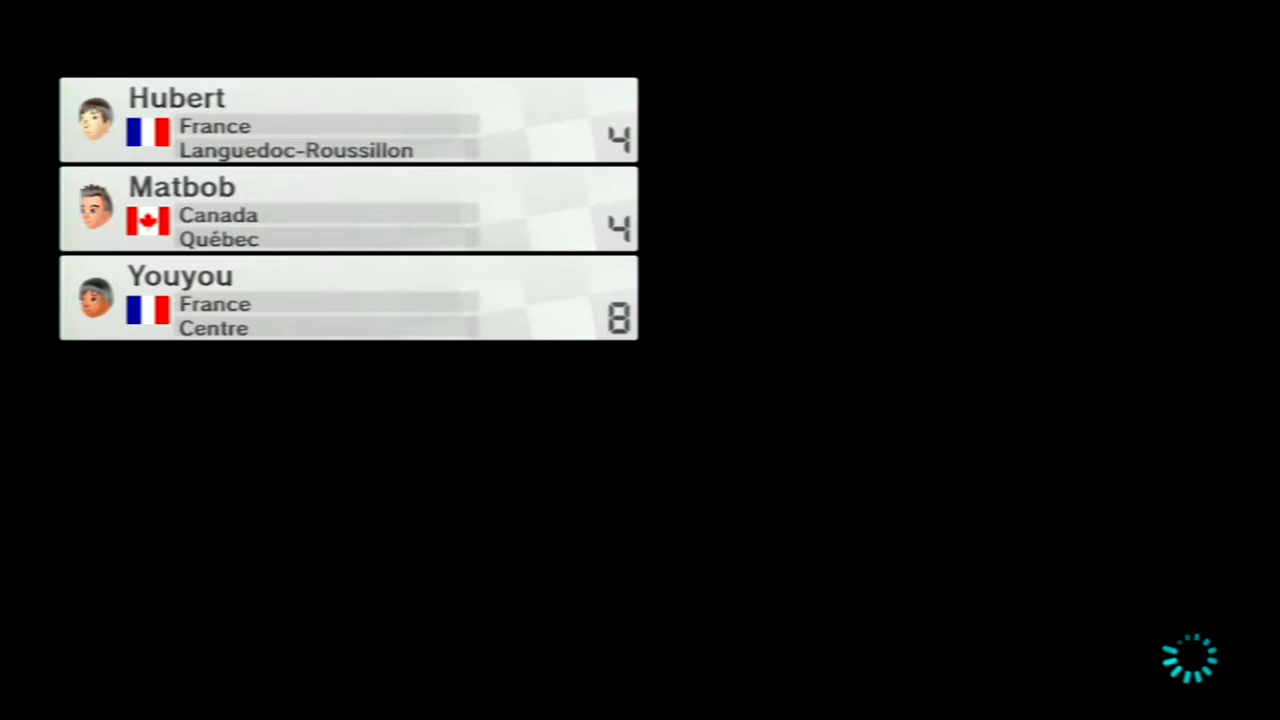 Hubert
France
Languedoc-Roussillon
4
Matbob
Canada
Québec
4
Youyou
France
Centre
8